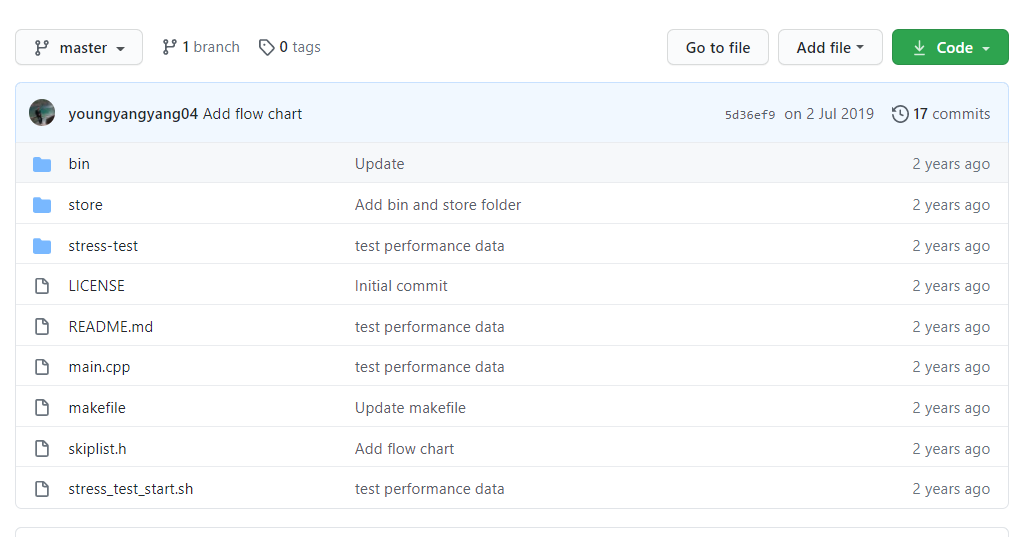 master 1 branch 0 tags Go to file Add file Code
youngyangyang04 Add flow chart 5d36ef9 on 2 Jul 2019 17 commits
bin Update 2 years ago
store Add bin and store folder 2 years ago
stress-test test performance data 2 years ago
LICENSE Initial commit 2 years ago
README.md test performance data 2 years ago
main.cpp test performance data 2 years ago
makefile Update makefile 2 years ago
skiplist.h Add flow chart 2 years ago
stress_test_start.sh test performance data 2 years ago